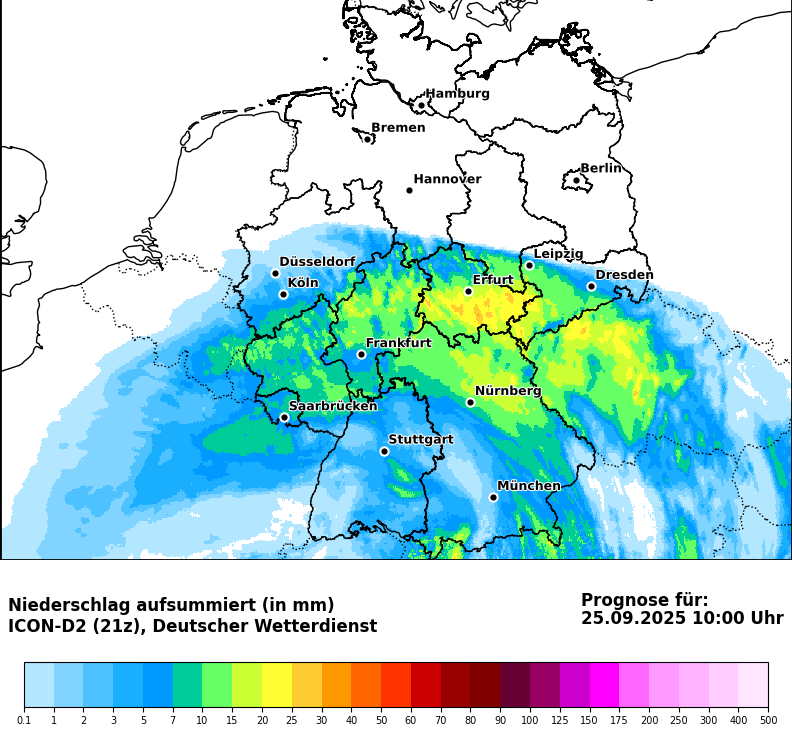 Hamburg
Bremen
Berlin
Hannover
Leipzig
Düsseldorf
Dresden
Köln
Erfurt
Frankfurt
Nürnberg
Saarbrücken
Stuttgart
München
Niederschlag aufsummiert (in mm)
ICON-D2 (21z), Deutscher Wetterdienst
Prognose für:
25.09.2025 10:00 Uhr
0.1 1 2 3 5 7 10 15 20 25 30 40 50 60 70 80 90 100 125 150 175 200 250 300 400 500